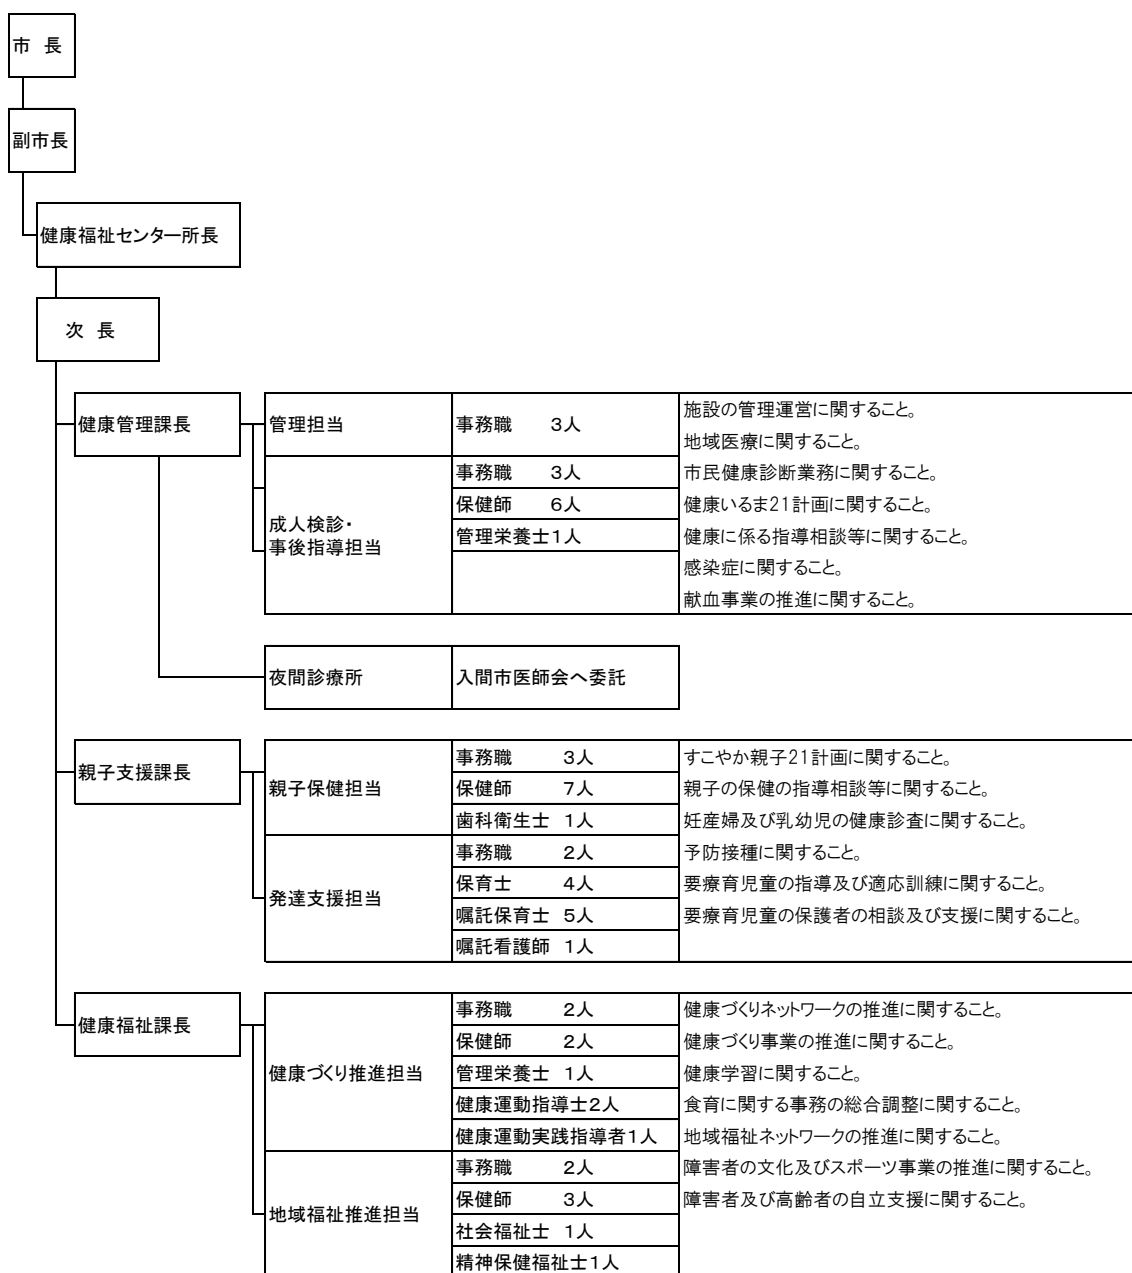 市 長
副市長
健康福祉センター所長
次 長
健康管理課長
管理担当
事務職 3人
施設の管理運営に関すること。
地域医療に関すること。
成人検診・
事後指導担当
事務職 3人
保健師 6人
管理栄養士1人
市民健康診断業務に関すること。
健康いるま21計画に関すること。
健康に係る指導相談等に関すること。
感染症に関すること。
献血事業の推進に関すること。
夜間診療所
入間市医師会へ委託
親子支援課長
親子保健担当
事務職 3人
保健師 7人
歯科衛生士 1人
すこやか親子21計画に関すること。
親子の保健の指導相談等に関すること。
妊産婦及び乳幼児の健康診査に関すること。
発達支援担当
事務職 2人
保育士 4人
嘱託保育士 5人
嘱託看護師 1人
予防接種に関すること。
要療育児童の指導及び適応訓練に関すること。
要療育児童の保護者の相談及び支援に関すること。
健康福祉課長
健康づくり推進担当
事務職 2人
保健師 2人
管理栄養士 1人
健康運動指導士2人
健康運動実践指導者1人
健康づくりネットワークの推進に関すること。
健康づくり事業の推進に関すること。
健康学習に関すること。
食育に関する事務の総合調整に関すること。
地域福祉ネットワークの推進に関すること。
地域福祉推進担当
事務職 2人
保健師 3人
社会福祉士 1人
精神保健福祉士1人
障害者の文化及びスポーツ事業の推進に関すること。
障害者及び高齢者の自立支援に関すること。